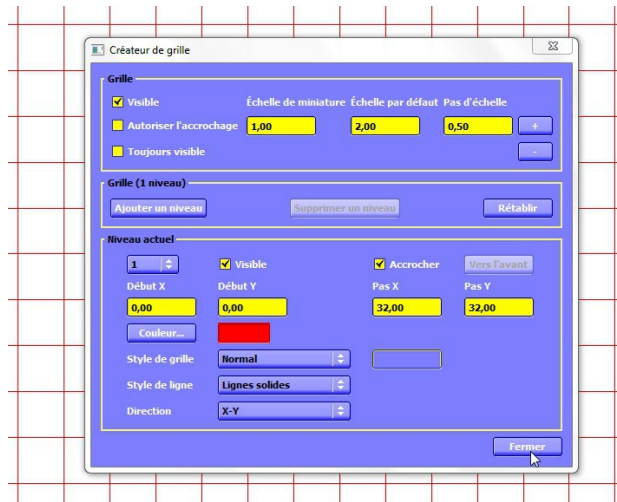 Créateur de grille
Grille
Visible
Échelle de miniature Échelle par défaut Pas d'échelle
Autoriser l'accrochage 1,00 2,00 0,50 +
Toujours visible -
Grille (1 niveau)
Ajouter un niveau Supprimer un niveau Rétablir
Niveau actuel
1 Visible Accrocher Vers l'avant
Début X Début Y Pas X Pas Y
0,00 0,00 32,00 32,00
Couleur...
Style de grille Normal
Style de ligne Lignes solides
Direction X-Y
Fermer